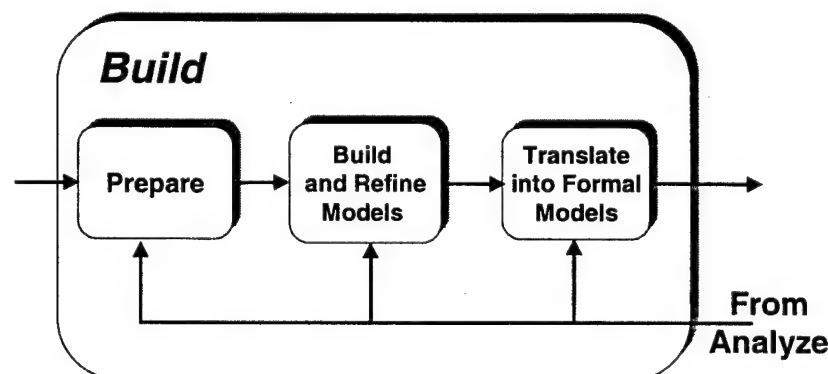 Build
Prepare
Build
and Refine
Models
Translate
into Formal
Models
From
Analyze